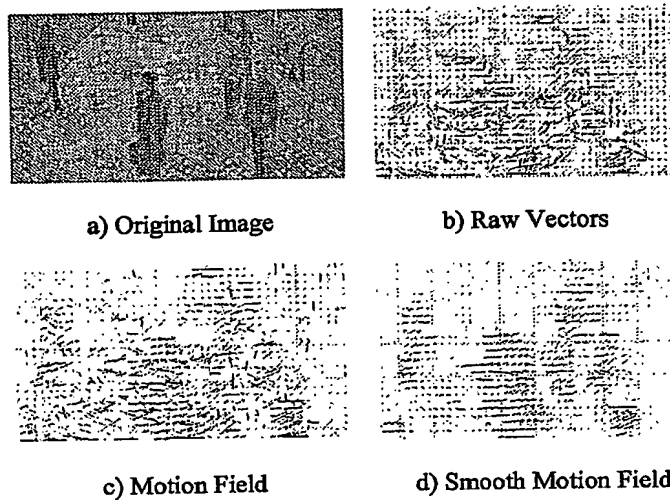 a) Original Image
b) Raw Vectors
c) Motion Field
d) Smooth Motion Field